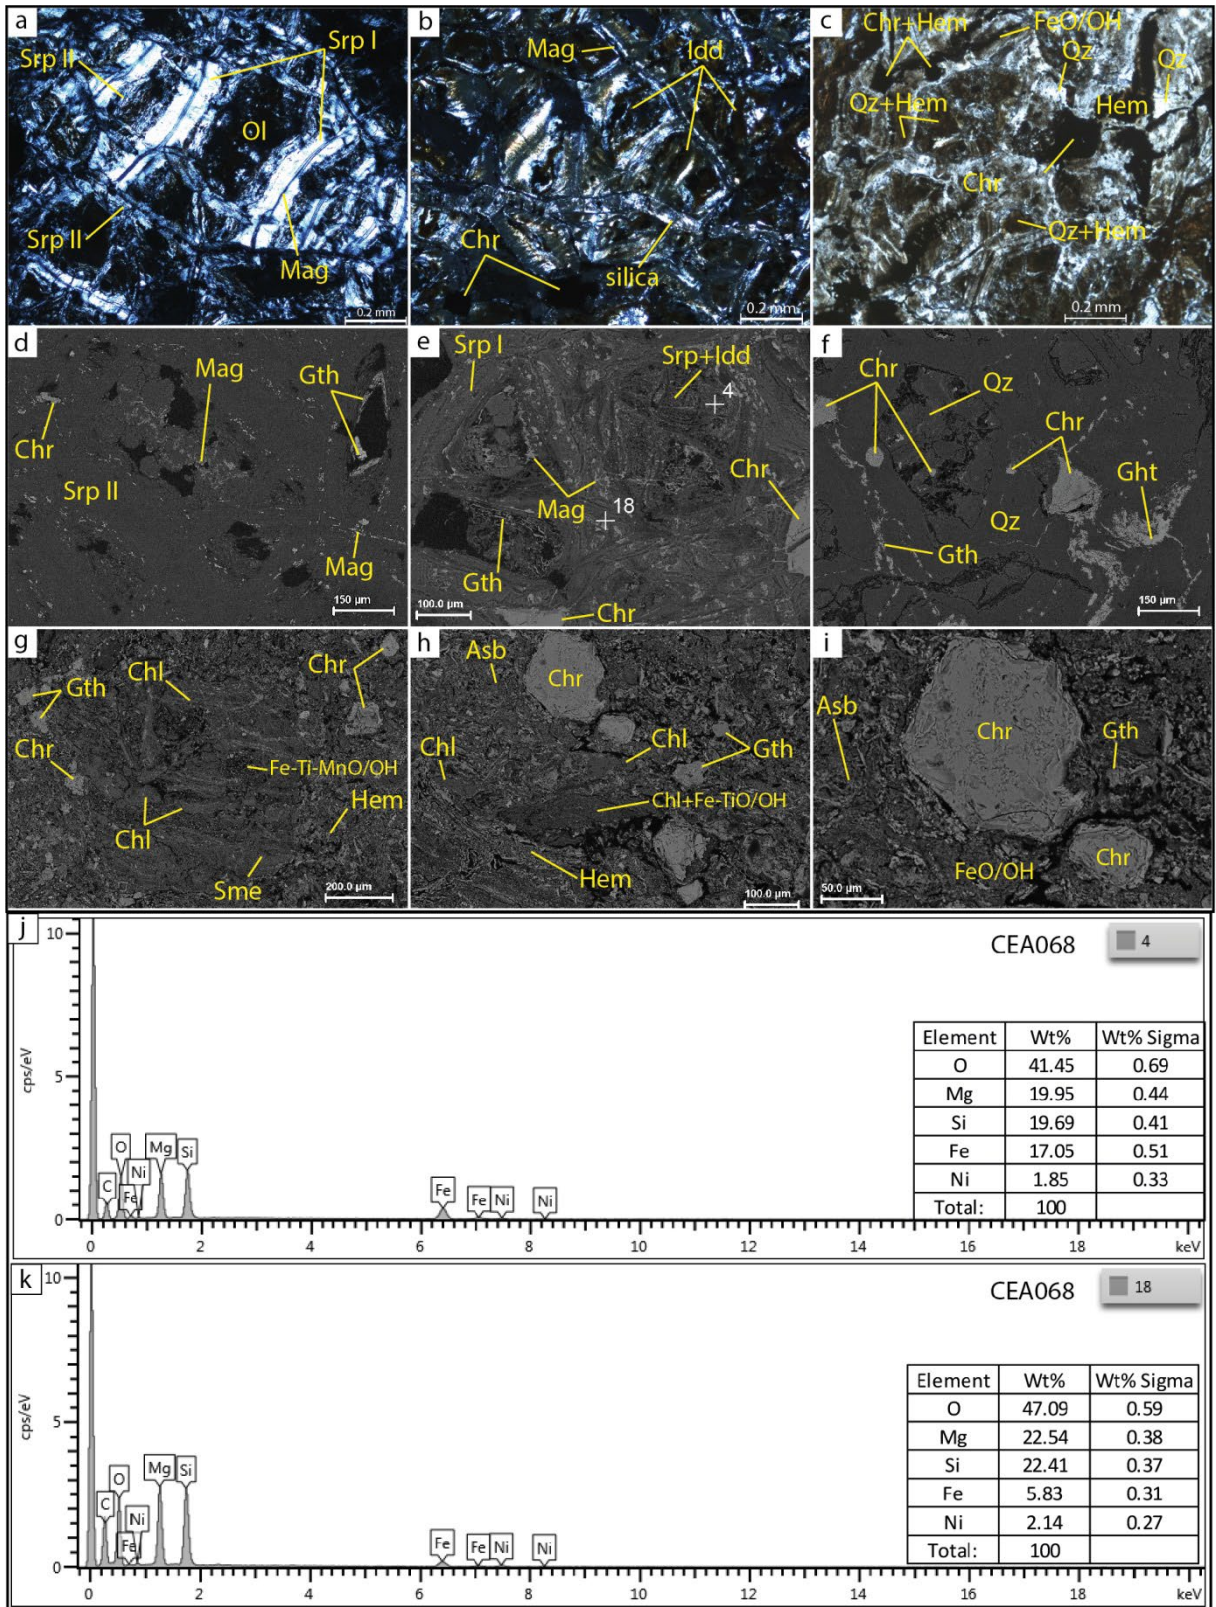 a
Srp I
Srp II
Ol
Srp II
Mag
0.2 mm
b
Mag
Idd
Chr
silica
0.2 mm
c
Chr+Hem
FeO/OH
Qz
Qz
Qz+Hem
Hem
Chr
Qz+Hem
0.2 mm
d
Mag
Gth
Chr
Srp II
Mag
150 µm
e
Srp I
Srp+Idd
4
Chr
Mag
18
Gth
Chr
100.0 µm
f
Chr
Qz
Chr
Ght
Qz
Gth
150 µm
g
Chl
Chr
Gth
Chr
Fe-Ti-MnO/OH
Hem
Chl
Sme
200.0 µm
h
Asb
Chr
Chl
Chl
Gth
Chl+Fe-TiO/OH
Hem
100.0 µm
i
Asb
Chr
Gth
Chr
FeO/OH
50.0 µm
j
10
CEA068
4
cps/eV
5
Element Wt% Wt% Sigma
O 41.45 0.69
Mg 19.95 0.44
Si 19.69 0.41
Fe 17.05 0.51
Ni 1.85 0.33
Total: 100
O Mg Si
Ni
C Fe Fe Fe Ni Ni
0
0 2 4 6 8 10 12 14 16 18 keV
k
10
CEA068
18
cps/eV
5
Element Wt% Wt% Sigma
O 47.09 0.59
Mg 22.54 0.38
Si 22.41 0.37
Fe 5.83 0.31
Ni 2.14 0.27
Total: 100
Mg Si
O
C Ni
Fe Fe Fe Ni Ni
0
0 2 4 6 8 10 12 14 16 18 keV